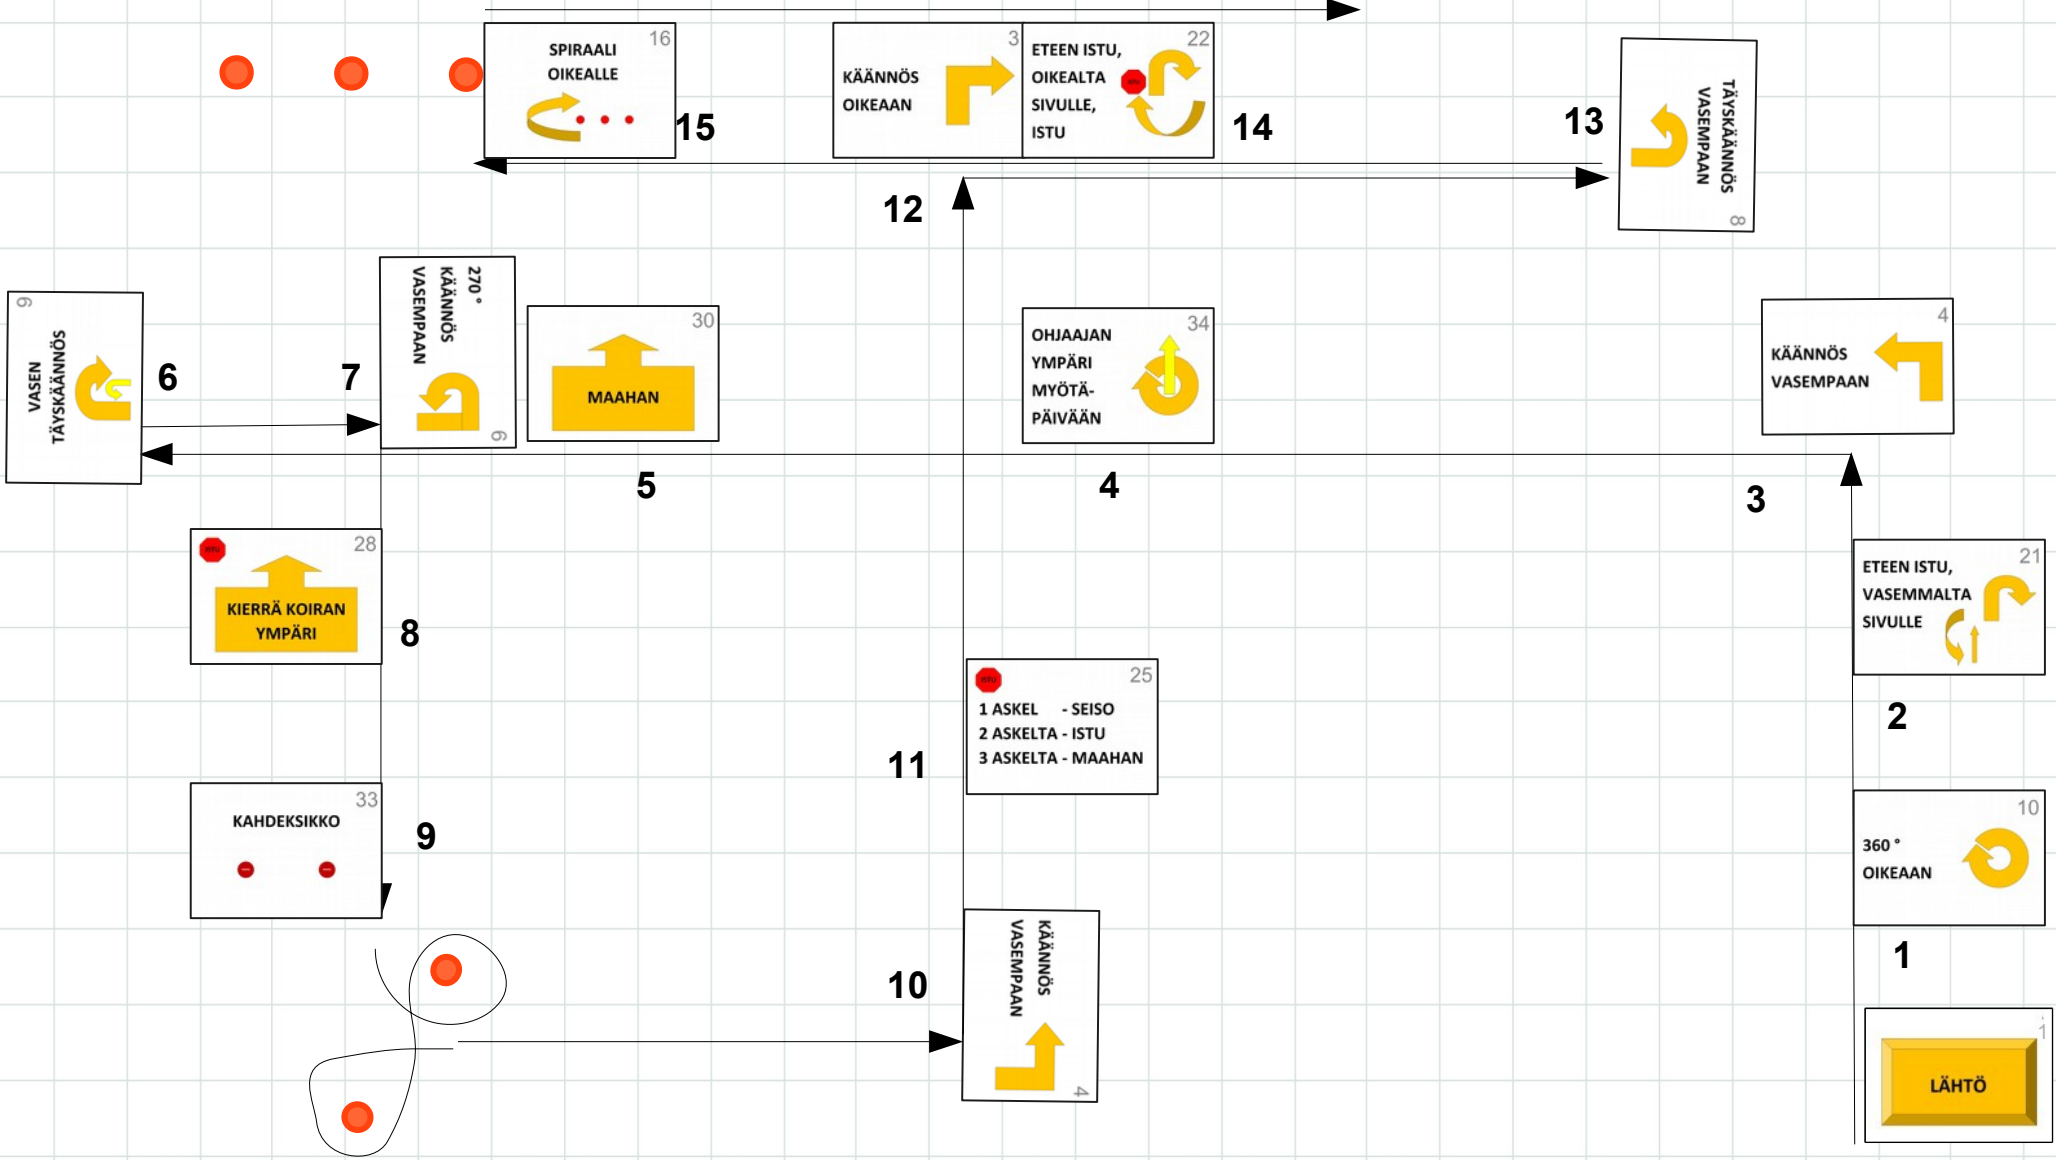 16
SPIRAALI
OIKEALLE
15
3
KÄÄNNÖS
OIKEAAN
22
ETEEN ISTU,
OIKEALTA
SIVULLE,
ISTU
14
13
TÄYSKÄÄNNÖS
VASEMPAAN
8
12
9
VASEN
TÄYSKÄÄNNÖS
6
7
270 °
KÄÄNNÖS
VASEMPAAN
9
30
MAAHAN
5
34
OHJAAJAN
YMPÄRI
MYÖTÄ-
PÄIVÄÄN
4
4
KÄÄNNÖS
VASEMPAAN
3
28
ISTU
KIERRÄ KOIRAN
YMPÄRI
8
21
ETEEN ISTU,
VASEMMALTA
SIVULLE
2
25
ISTU
1 ASKEL - SEISO
2 ASKELTA - ISTU
3 ASKELTA - MAAHAN
11
33
KAHDEKSIKKO
9
10
360 °
OIKEAAN
1
10
KÄÄNNÖS
VASEMPAAN
4
1
LÄHTÖ